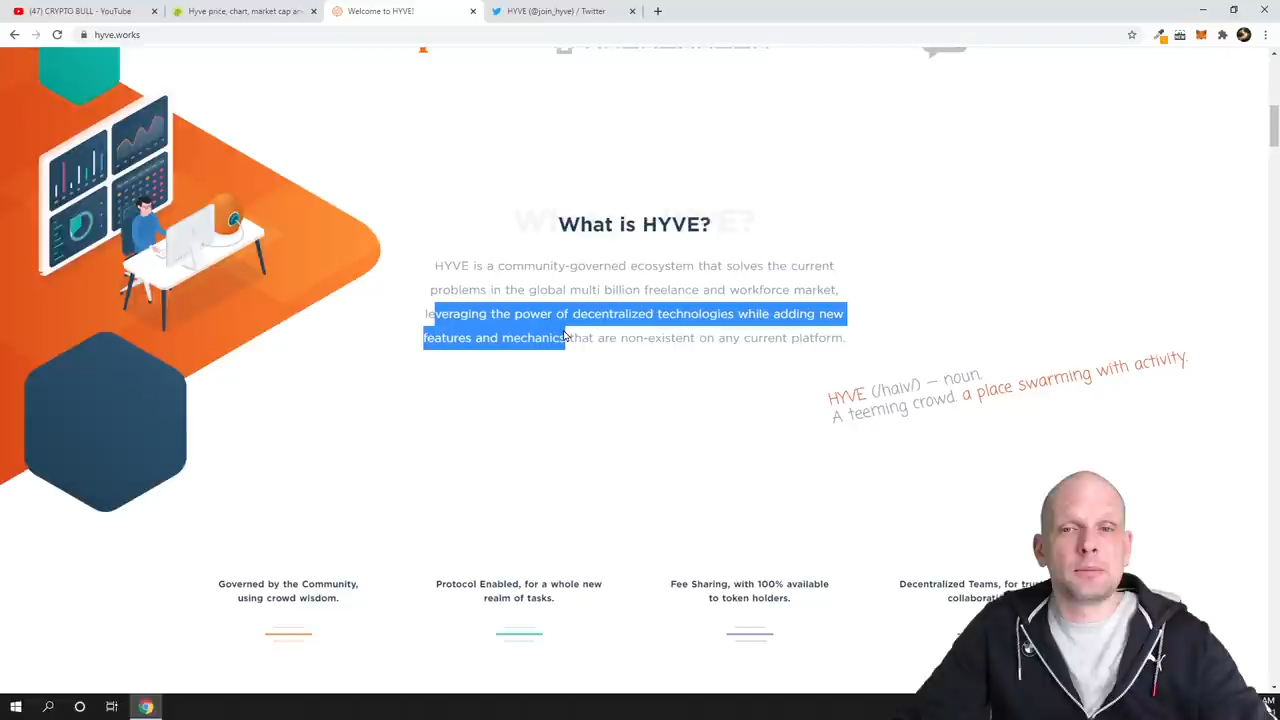 (47) CRYPTO BULL - YouTube
Hyve price, chart, market cap an
Welcome to HYVE!
HYVE (@join_hyve) / Twitter
hyve.works
What is HYVE?
HYVE is a community-governed ecosystem that solves the current
problems in the global multi billion freelance and workforce market,
leveraging the power of decentralized technologies while adding new
features and mechanics that are non-existent on any current platform.
HYVE (/haiv/) – noun.
A teeming crowd. a place swarming with activity.
Governed by the Community,
using crowd wisdom.
Protocol Enabled, for a whole new
realm of tasks.
Fee Sharing, with 100% available
to token holders.
Decentralized Teams, for
AM